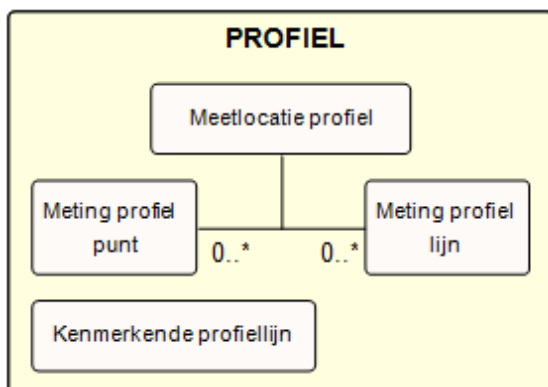 PROFIEL
Meetlocatie profiel
Meting profiel
punt
Meting profiel
lijn
0..*
0..*
Kenmerkende profiellijn